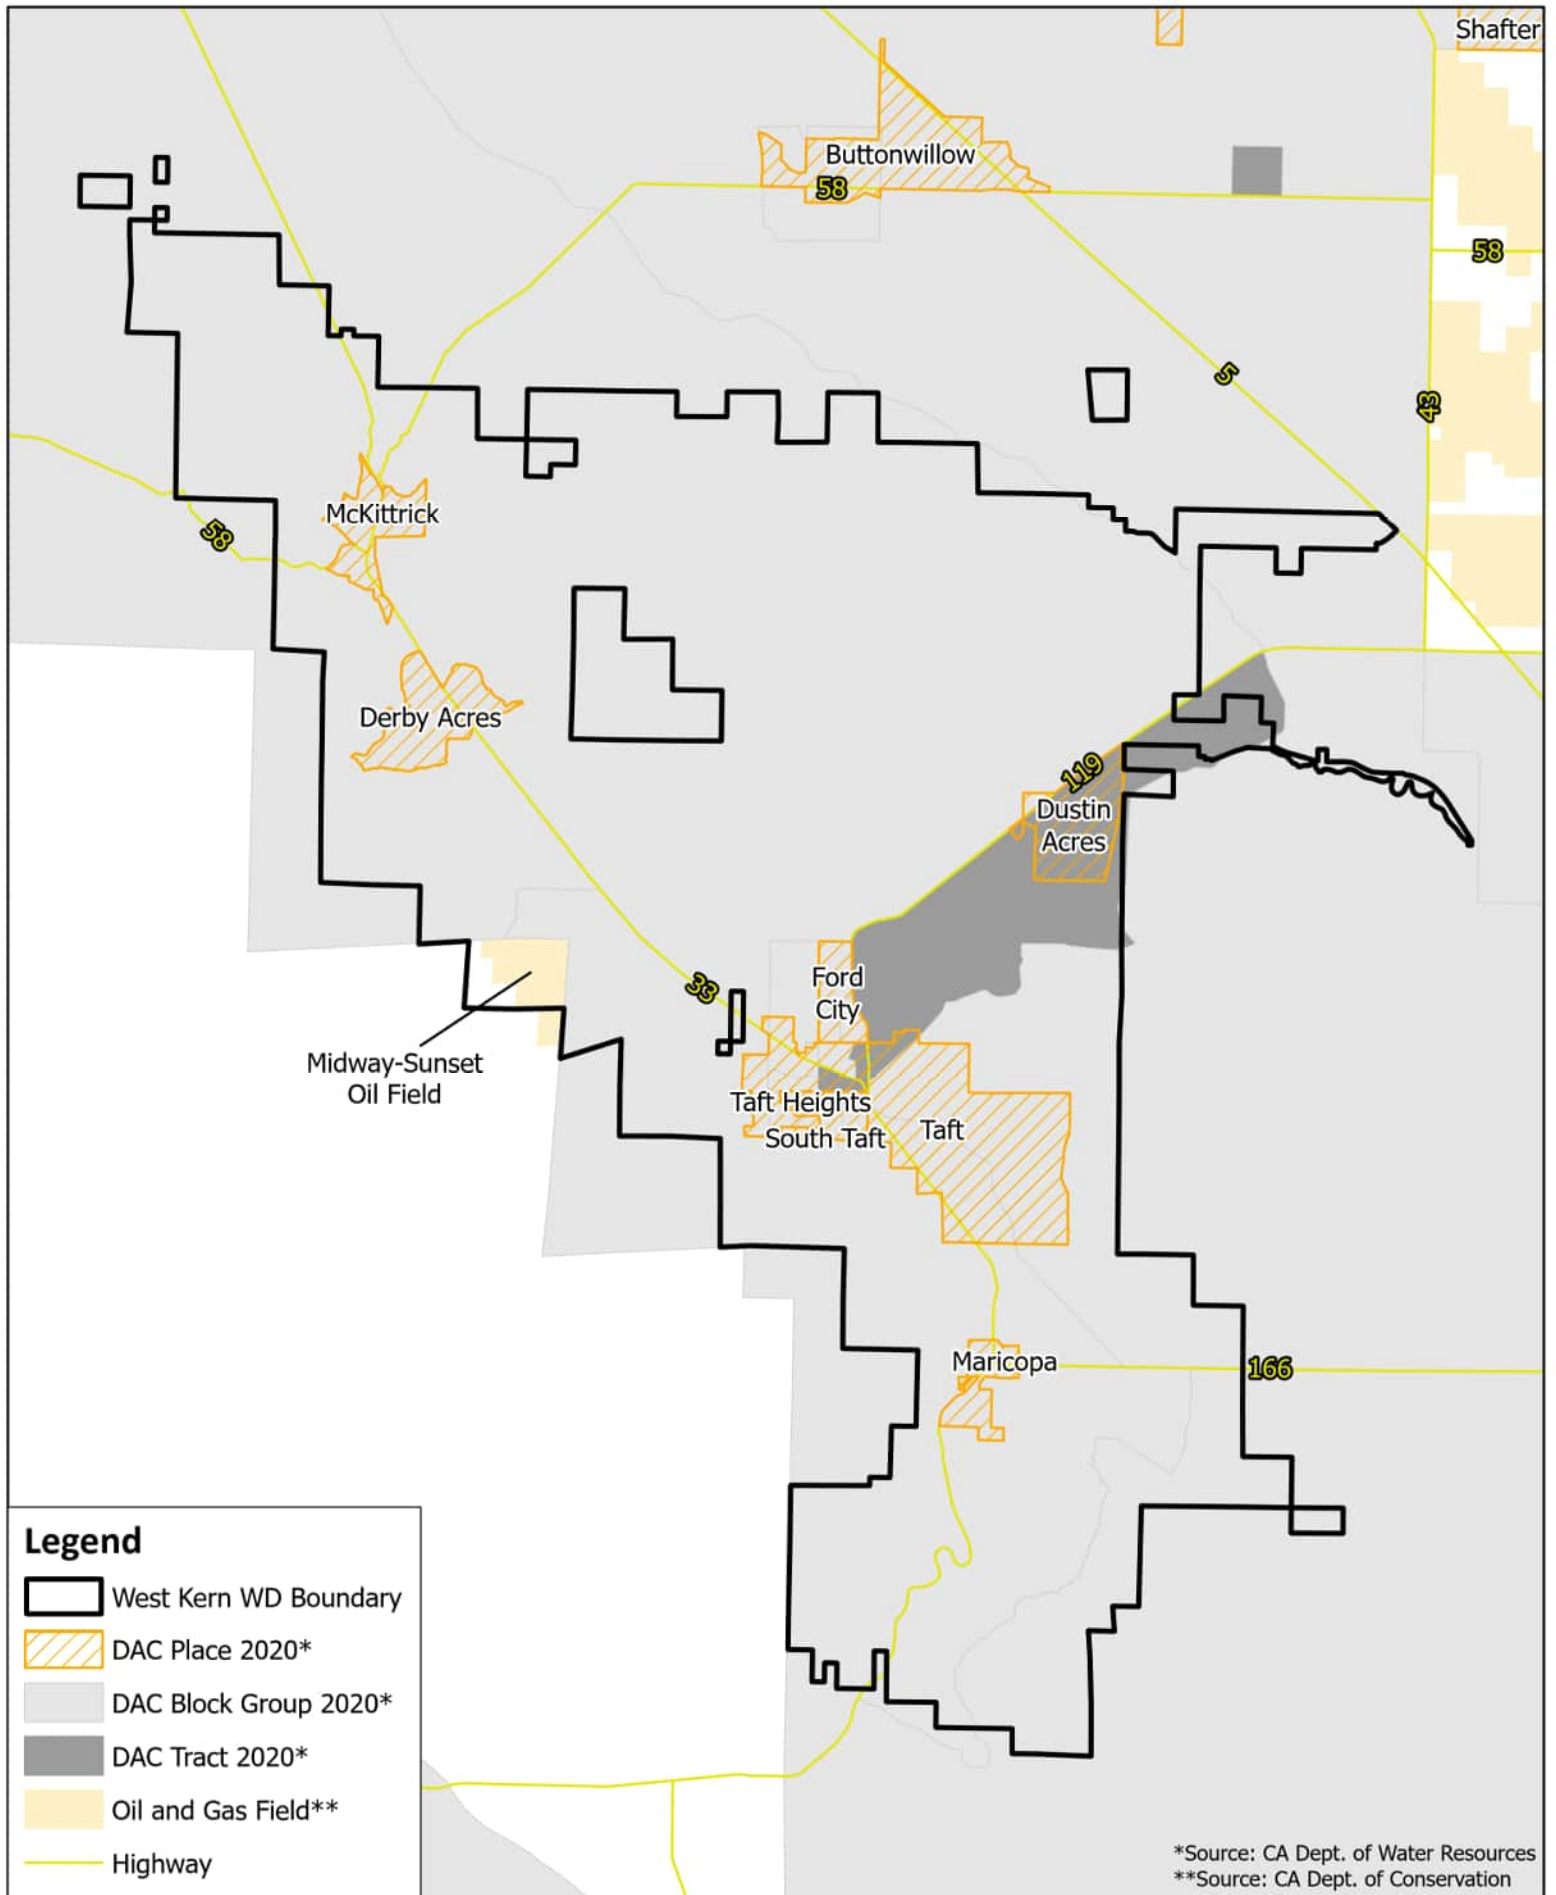 Shafter
Buttonwillow
58
58
5
43
McKittrick
58
Derby Acres
119
Dustin
Acres
33
Ford
City
Midway-Sunset
Oil Field
Taft Heights
South Taft
Taft
Maricopa
166
Legend
West Kern WD Boundary
DAC Place 2020*
DAC Block Group 2020*
DAC Tract 2020*
Oil and Gas Field**
Highway
*Source: CA Dept. of Water Resources
**Source: CA Dept. of Conservation